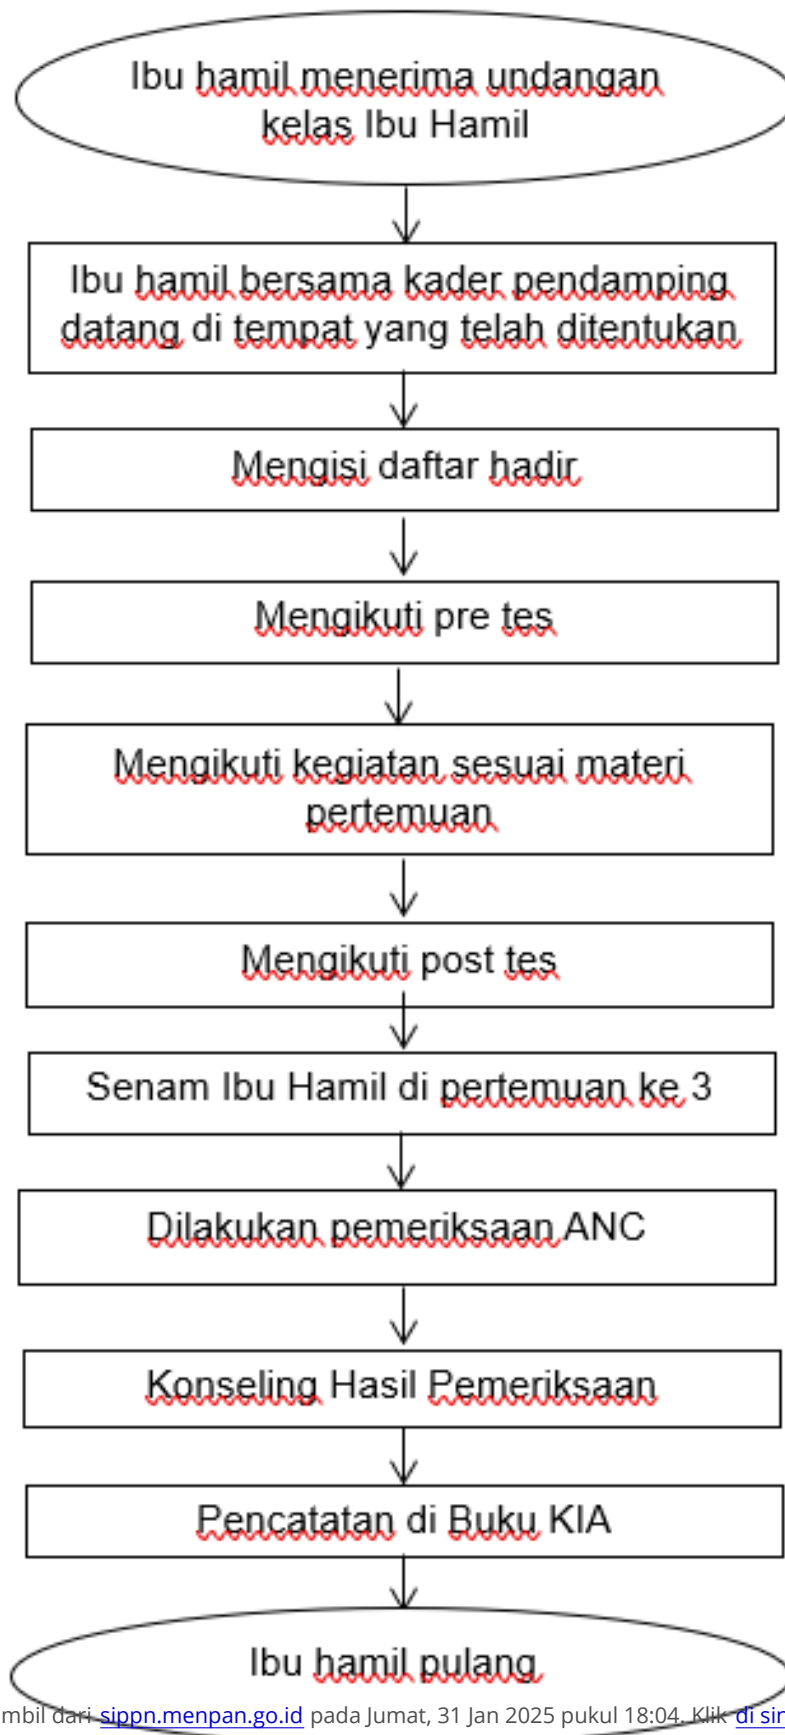 Ibu hamil menerima undangan
kelas Ibu Hamil
Ibu hamil bersama kader pendamping
datang di tempat yang telah ditentukan
Mengisi daftar hadir
Mengikuti pre tes
Mengikuti kegiatan sesuai materi
pertemuan
Mengikuti post tes
Senam Ibu Hamil di pertemuan ke 3
Dilakukan pemeriksaan ANC
Konseling Hasil Pemeriksaan
Pencatatan di Buku KIA
Ibu hamil pulang
mbil dari sippn.menpan.go.id pada Jumat, 31 Jan 2025 pukul 18:04. Klik di